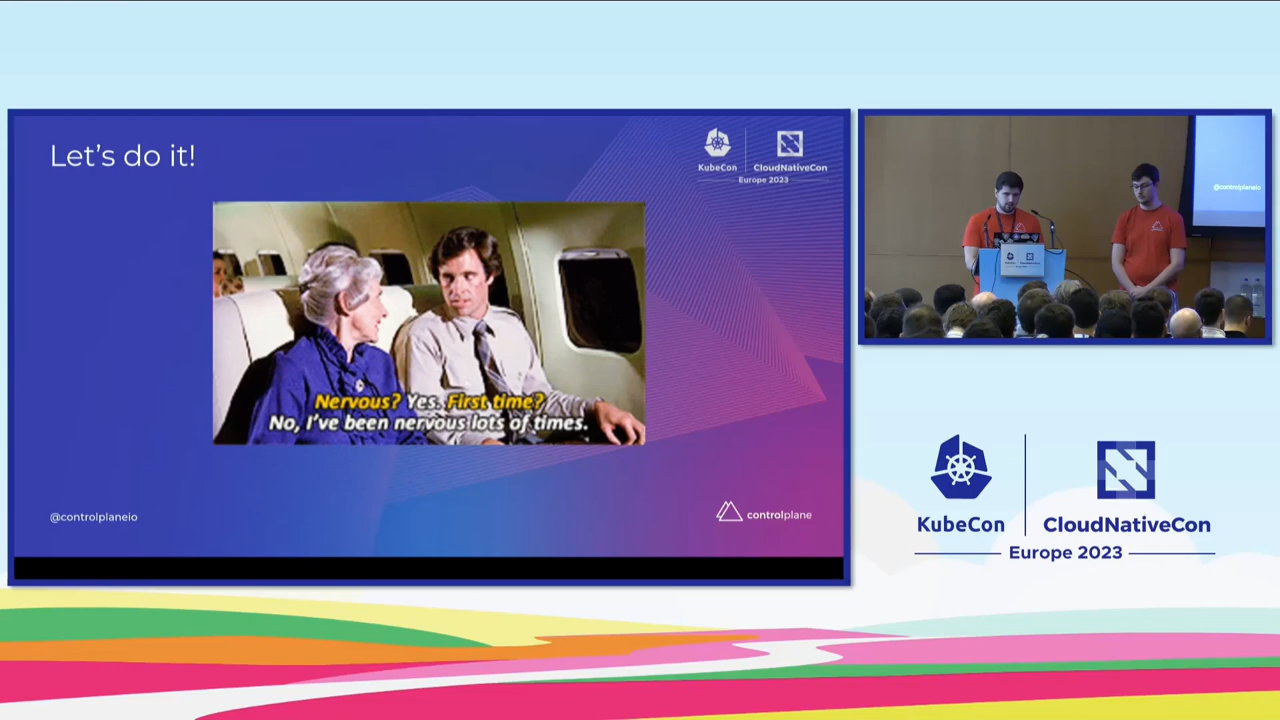 Let's do it!
KubeCon
CloudNativeCon
Europe 2023
Nervous? Yes. First time?
No, I've been nervous lots of times.
@controlplaneio
controlplane
@controlplaneio
KubeCon
CloudNativeCon
Europe 2023